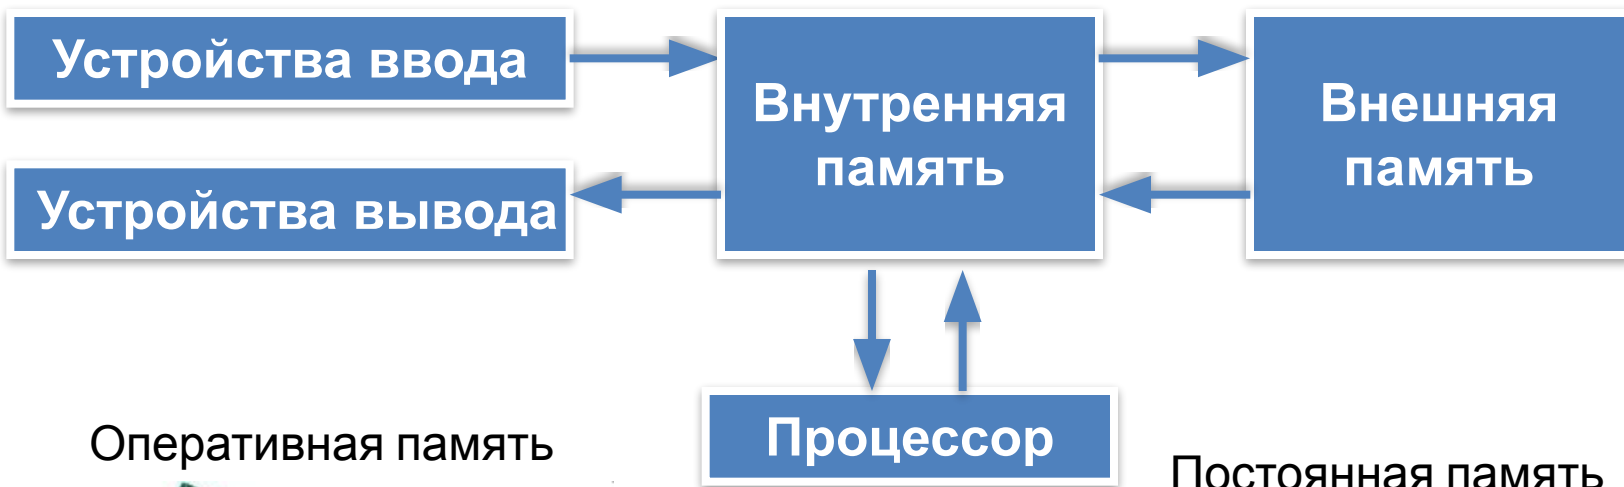 Устройства ввода
Устройства вывода
Внутренняя
память
Внешняя
память
Процессор
Оперативная память
Постоянная память